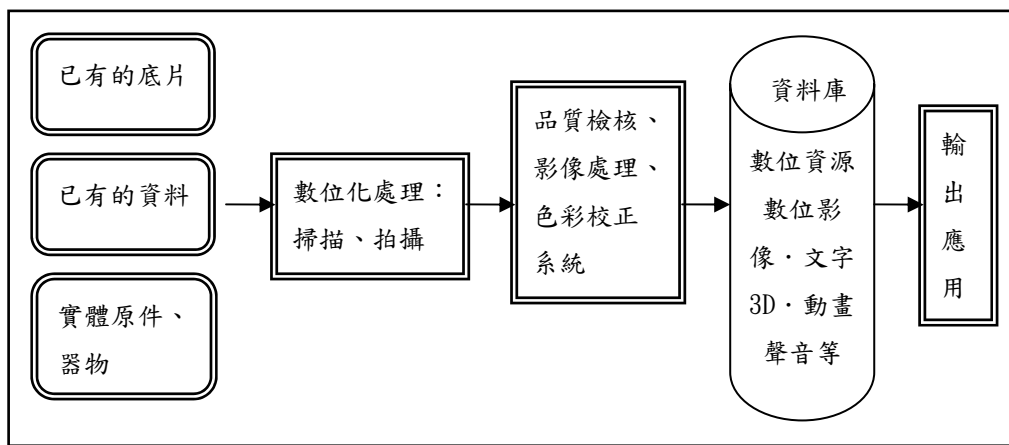 已有的底片
已有的資料
實體原件、
器物
數位化處理：
掃描、拍攝
品質檢核、
影像處理、
色彩校正
系統
資料庫
數位資源
數位影
像．文字
3D．動畫
聲音等
輸
出
應
用